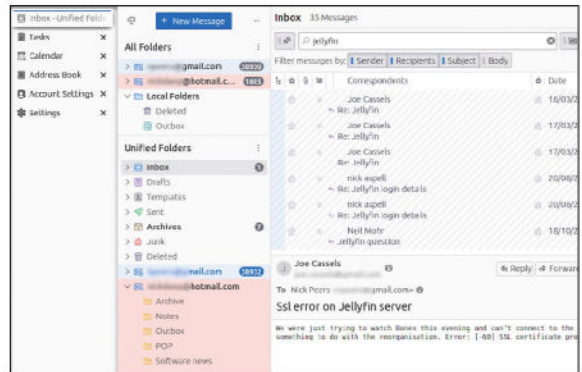 Inbox - Unified Fold
Tasks
Calendar
Address Book
Account Settings
Settings
+ New Message
All Folders
gmail.com 30930
@hotmail.c... 1665
Local Folders
Deleted
Outbox
Unified Folders
Inbox
Drafts
Templates
Sent
Archives
Junk
Deleted
mail.com 30932
hotmail.com
Archive
Notes
Outbox
POP
Software news
Inbox 35 Messages
jellyfin
Filter messages by: Sender Recipients Subject Body
Correspondents Date
Joe Cassels 16/03/2
Re: Jellyfin
Joe Cassels 17/03/2
Re: Jellyfin
Joe Cassels 17/03/2
Re: Jellyfin
nick aspell 20/08/2
Re: Jellyfin login details
nick aspell 20/08/2
Re: Jellyfin login details
Neil Mohr 18/10/2
Jellyfin question
Joe Cassels Reply Forward
To Nick Peers gmail.com>
Ssl error on Jellyfin server
We were just trying to watch Bones this evening and can't connect to the
something to do with the reorganisation. Error: [-60] SSL certificate pro